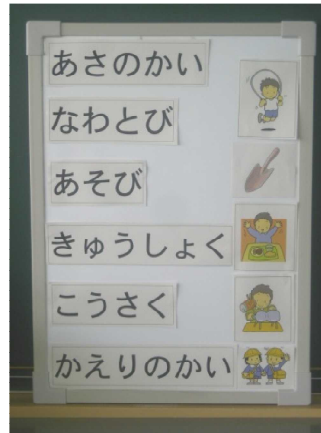 あさのかい
なわとび
あそび
きゅうしょく
こうさく
かえりのかい